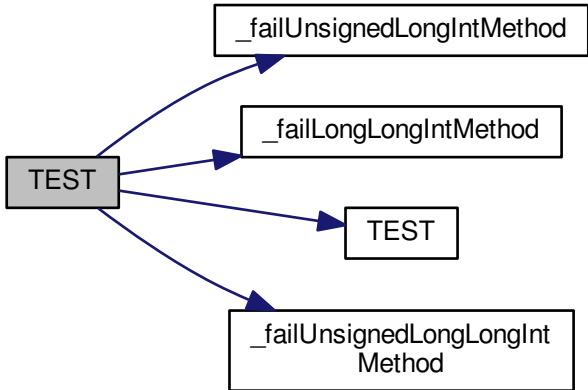 _failUnsignedLongIntMethod
_failLongLongIntMethod
TEST
TEST
_failUnsignedLongLongInt
Method